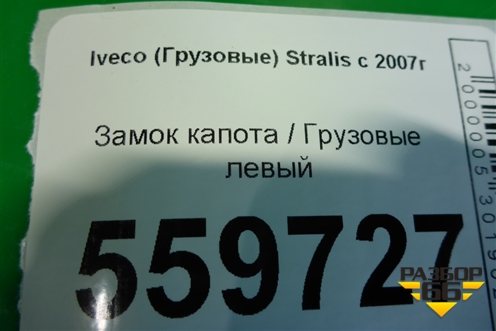 Iveco (Грузовые) Stralis с 2007г
Замок капота / Грузовые
левый
559727
РАЗБОР
66